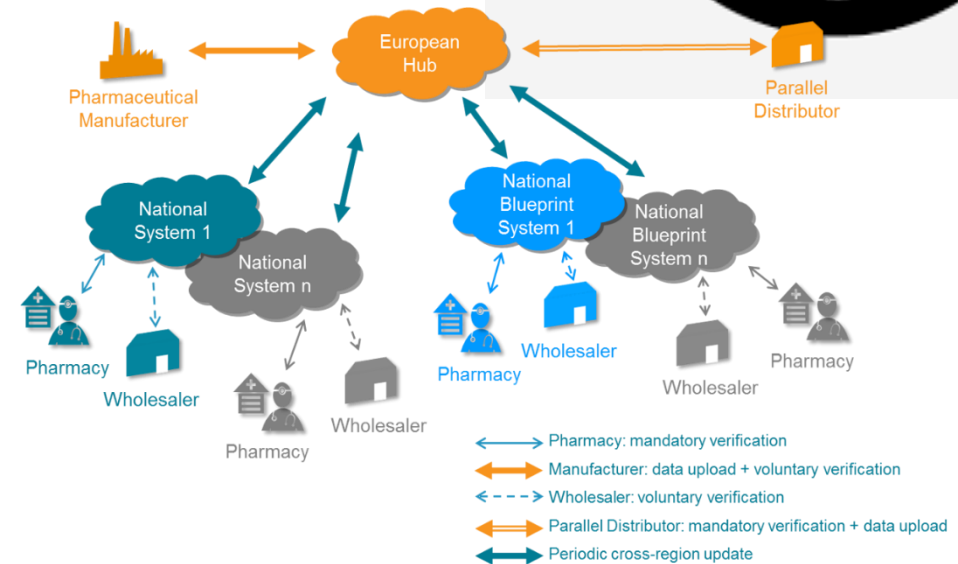 European
Hub
Pharmaceutical
Manufacturer
Parallel
Distributor
National
System 1
National
System n
National
Blueprint
System 1
National
Blueprint
System n
Pharmacy
Wholesaler
Pharmacy
Wholesaler
Pharmacy
Wholesaler
Wholesaler
Pharmacy
Pharmacy: mandatory verification
Manufacturer: data upload + voluntary verification
Wholesaler: voluntary verification
Parallel Distributor: mandatory verification + data upload
Periodic cross-region update